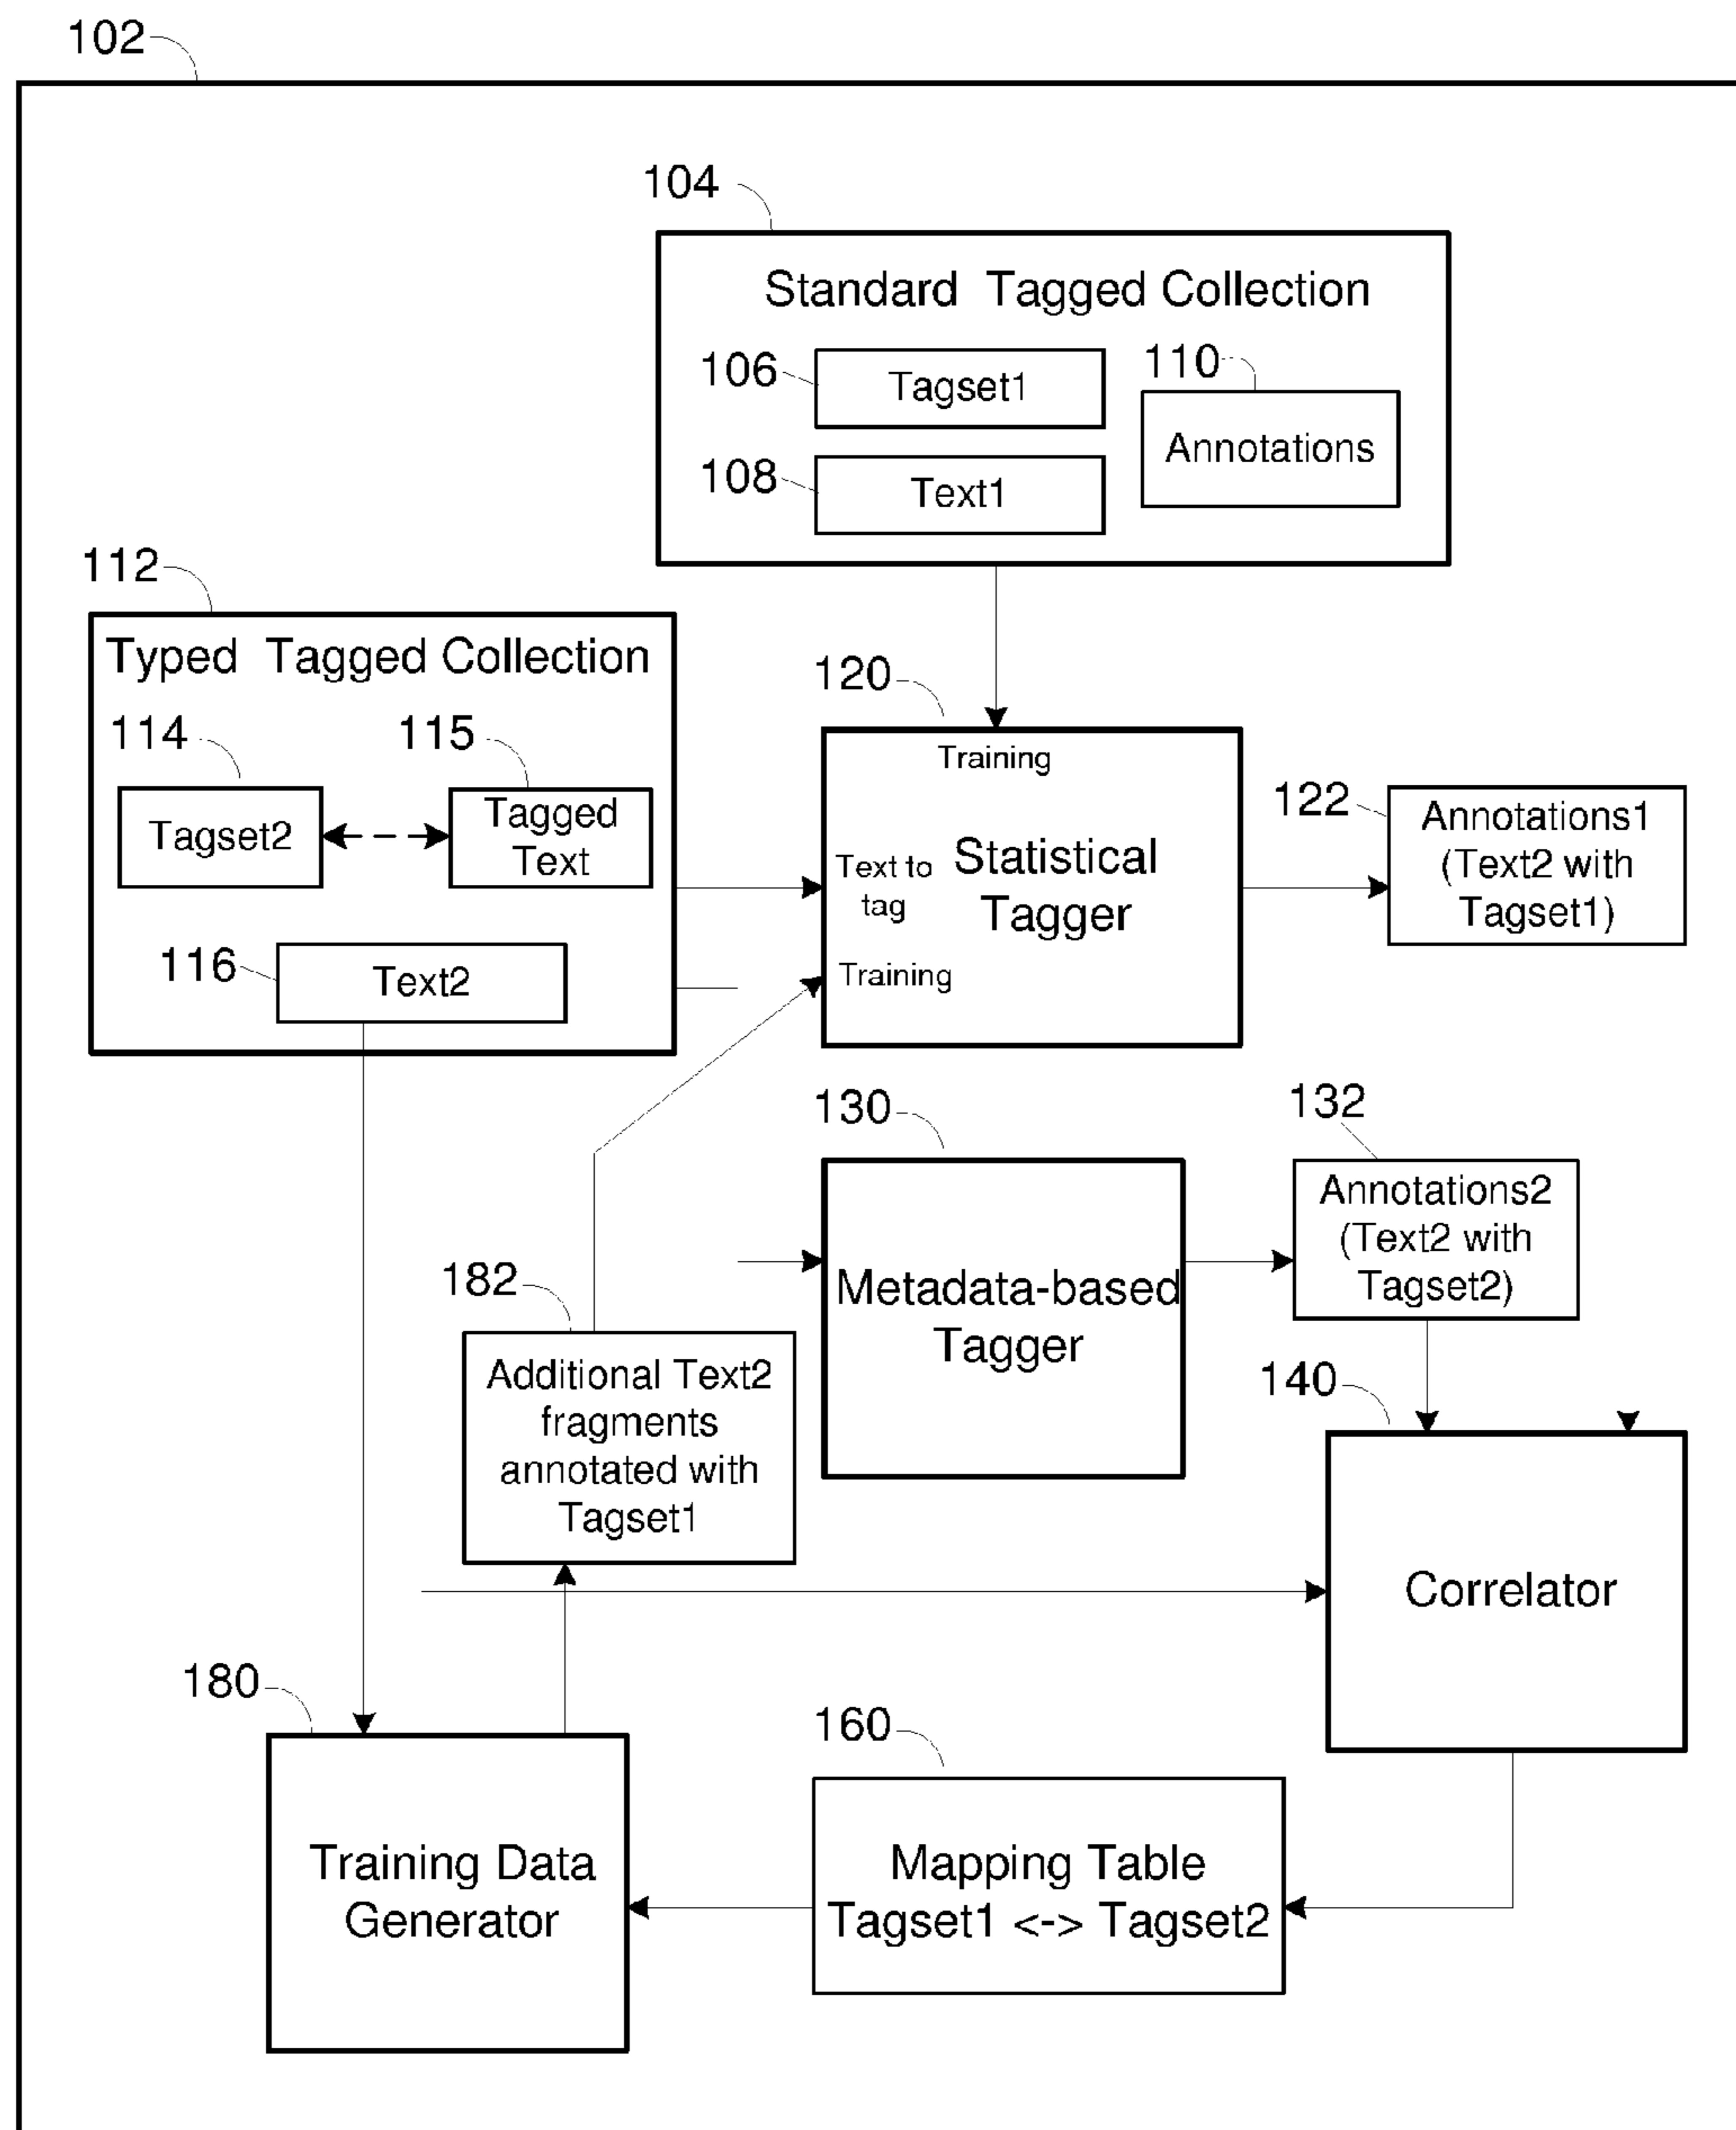 102
104
Standard Tagged Collection
106
Tagset1
110
Annotations
108
Text1
112
Typed Tagged Collection
114
115
Tagset2
Tagged
Text
116
Text2
120
Training
Text to
tag
Statistical
Tagger
Training
122
Annotations1
(Text2 with
Tagset1)
130
Metadata-based
Tagger
132
Annotations2
(Text2 with
Tagset2)
182
Additional Text2
fragments
annotated with
Tagset1
140
Correlator
180
Training Data
Generator
160
Mapping Table
Tagset1 <-> Tagset2